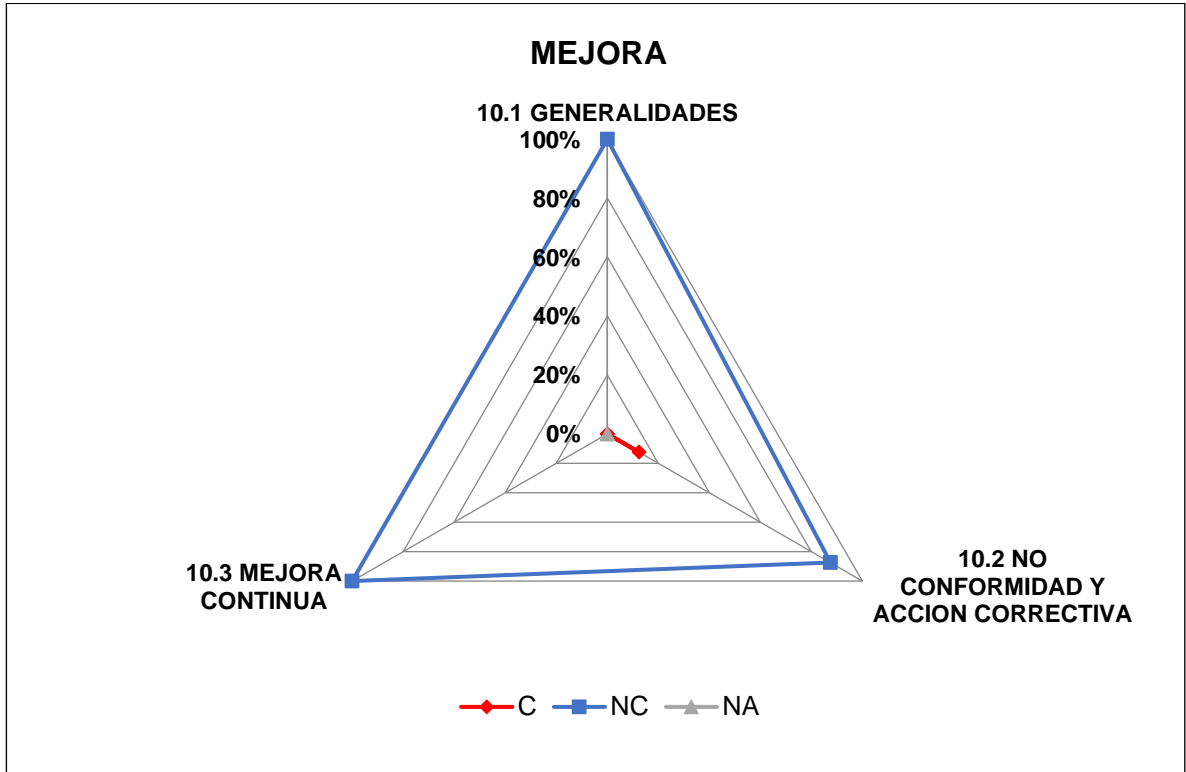 MEJORA
10.1 GENERALIDADES
100%
80%
60%
40%
20%
0%
10.3 MEJORA
CONTINUA
10.2 NO
CONFORMIDAD Y
ACCION CORRECTIVA
C NC NA